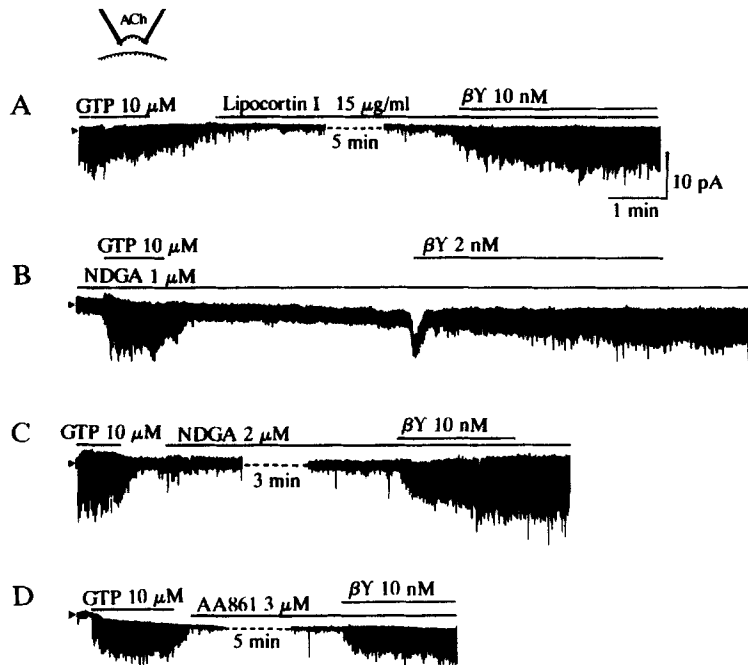 ACh
A
GTP 10 μM
Lipocortin I 15 μg/ml
βY 10 nM
5 min
10 pA
1 min
GTP 10 μM
βY 2 nM
B
NDGA 1 μM
C
GTP 10 μM
NDGA 2 μM
βY 10 nM
3 min
D
GTP 10 μM
AA861 3 μM
βY 10 nM
5 min